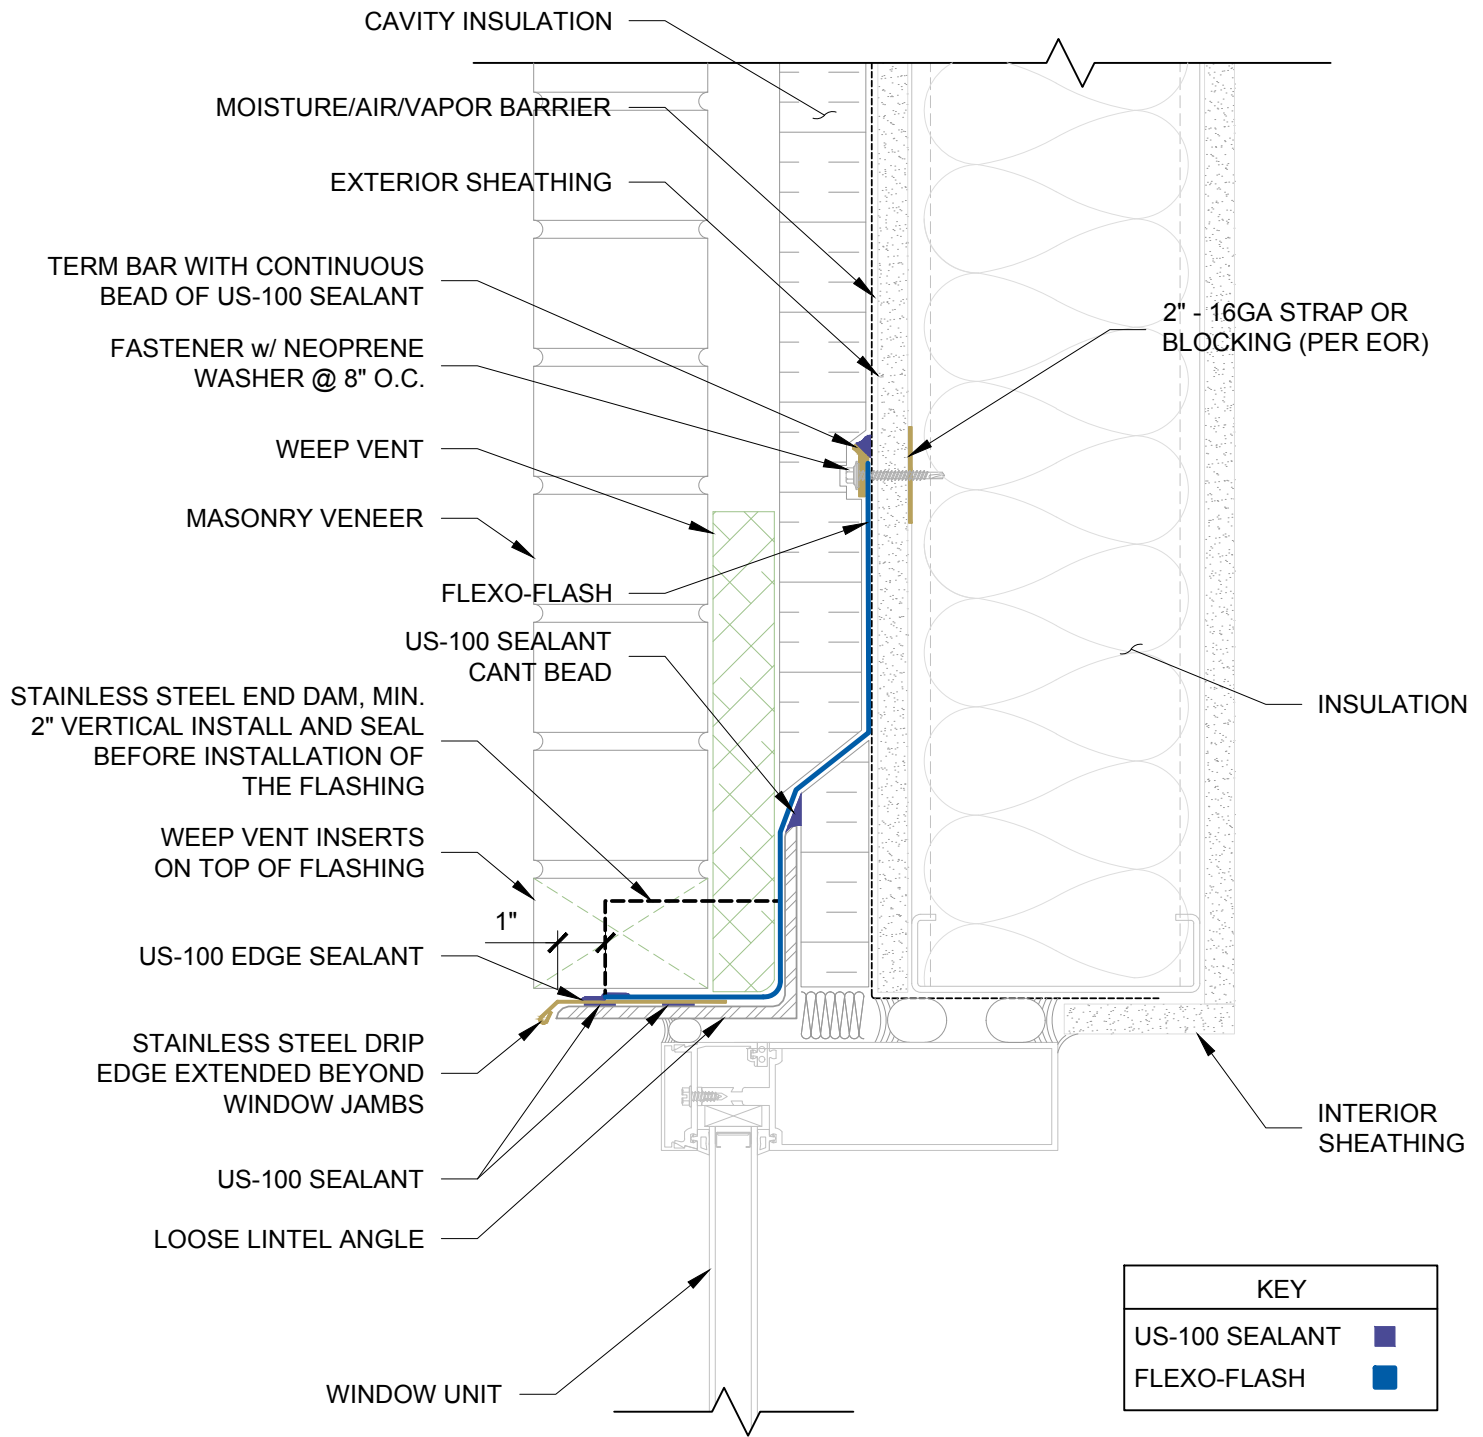 CAVITY INSULATION
MOISTURE/AIR/VAPOR BARRIER
EXTERIOR SHEATHING
TERM BAR WITH CONTINUOUS
BEAD OF US-100 SEALANT
FASTENER w/ NEOPRENE
WASHER @ 8" O.C.
WEEP VENT
MASONRY VENEER
FLEXO-FLASH
US-100 SEALANT
CANT BEAD
STAINLESS STEEL END DAM, MIN.
2" VERTICAL INSTALL AND SEAL
BEFORE INSTALLATION OF
THE FLASHING
WEEP VENT INSERTS
ON TOP OF FLASHING
1"
US-100 EDGE SEALANT
STAINLESS STEEL DRIP
EDGE EXTENDED BEYOND
WINDOW JAMBS
US-100 SEALANT
LOOSE LINTEL ANGLE
WINDOW UNIT
2" - 16GA STRAP OR
BLOCKING (PER EOR)
INSULATION
INTERIOR
SHEATHING
KEY
US-100 SEALANT
FLEXO-FLASH